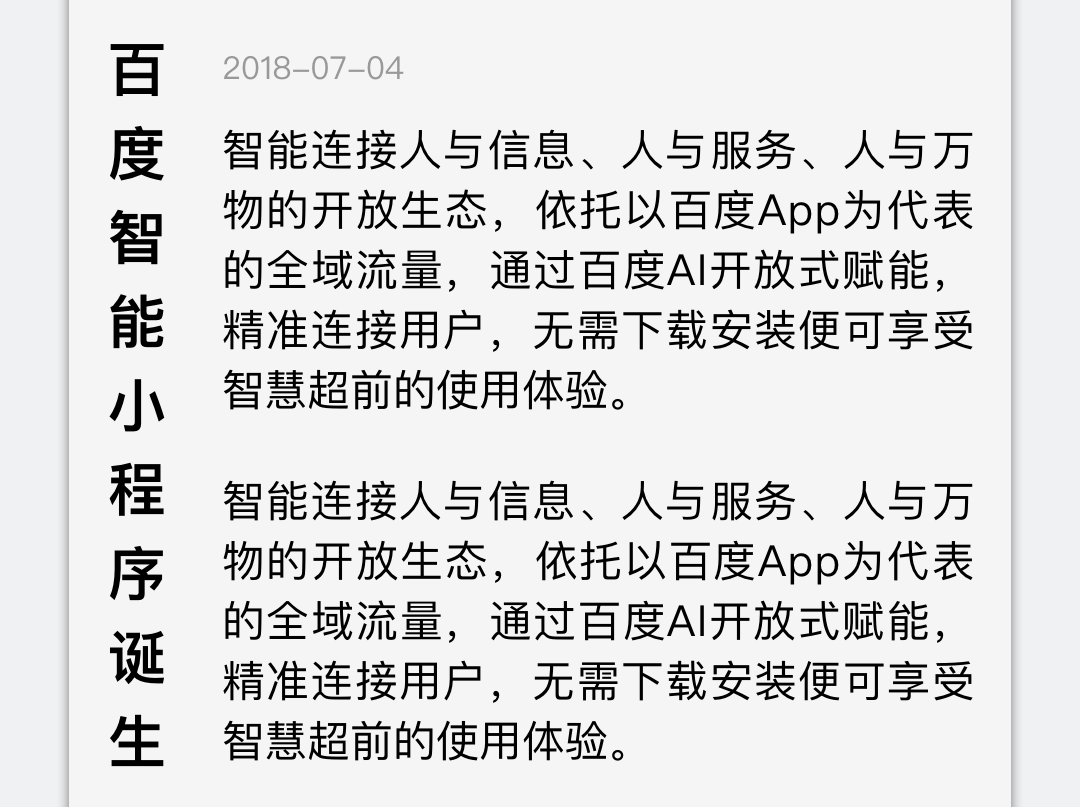 百度智能小程序诞生
2018-07-04
智能连接人与信息、人与服务、人与万
物的开放生态，依托以百度App为代表
的全域流量，通过百度AI开放式赋能，
精准连接用户，无需下载安装便可享受
智慧超前的使用体验。
智能连接人与信息、人与服务、人与万
物的开放生态，依托以百度App为代表
的全域流量，通过百度AI开放式赋能，
精准连接用户，无需下载安装便可享受
智慧超前的使用体验。